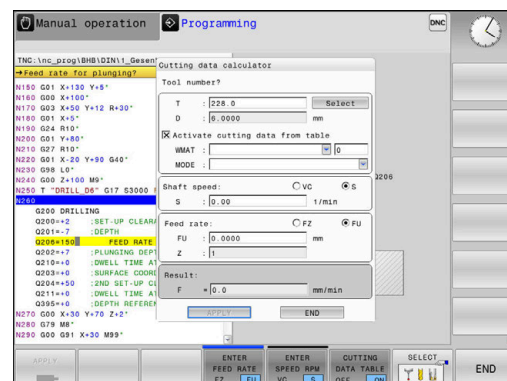 Manual operation
Programming
DNC
TNC:\nc_prog\BHB\DIN\1_Gesen
Cutting data calculator
→Feed rate for plunging?
Tool number?
N150 G01 X+130 Y+5*
N160 G00 X+100*
N170 G03 X+50 Y+12 R+30*
N180 G01 X+5*
N190 G24 R10*
N200 G01 Y+80*
N210 G27 R10*
N220 G01 X-20 Y+90 G40*
N230 G98 L0*
N240 G00 Z+100 M9*
N250 T "DRILL_D6" G17 S3000
N260
G200 DRILLING
Q200=+2 ;SET-UP CLEARA
Q201=-7 ;DEPTH
Q206=150 FEED RATE
Q202=+7 ;PLUNGING DEPT
Q210=+0 ;DWELL TIME AT
Q203=+0 ;SURFACE COORD
Q204=+50 ;2ND SET-UP CL
Q211=+0 ;DWELL TIME AT
Q395=+0 ;DEPTH REFEREN
N270 G00 X+30 Y+70 Z+2*
N280 G79 M8*
N290 G00 G91 X+30 M99*
T : 228.0 Select
D : 6.0000 mm
Activate cutting data from table
WMAT : 0
MODE :
Shaft speed: VC S
S : 0.00 1/min
Feed rate: FZ FU
FU : 0.0000 mm
Z : 1
Result:
F = 0.0 mm/min
APPLY END
Q206
APPLY
ENTER FEED RATE FZ FU
ENTER SPEED RPM VC S
CUTTING DATA TABLE OFF ON
SELECT
END